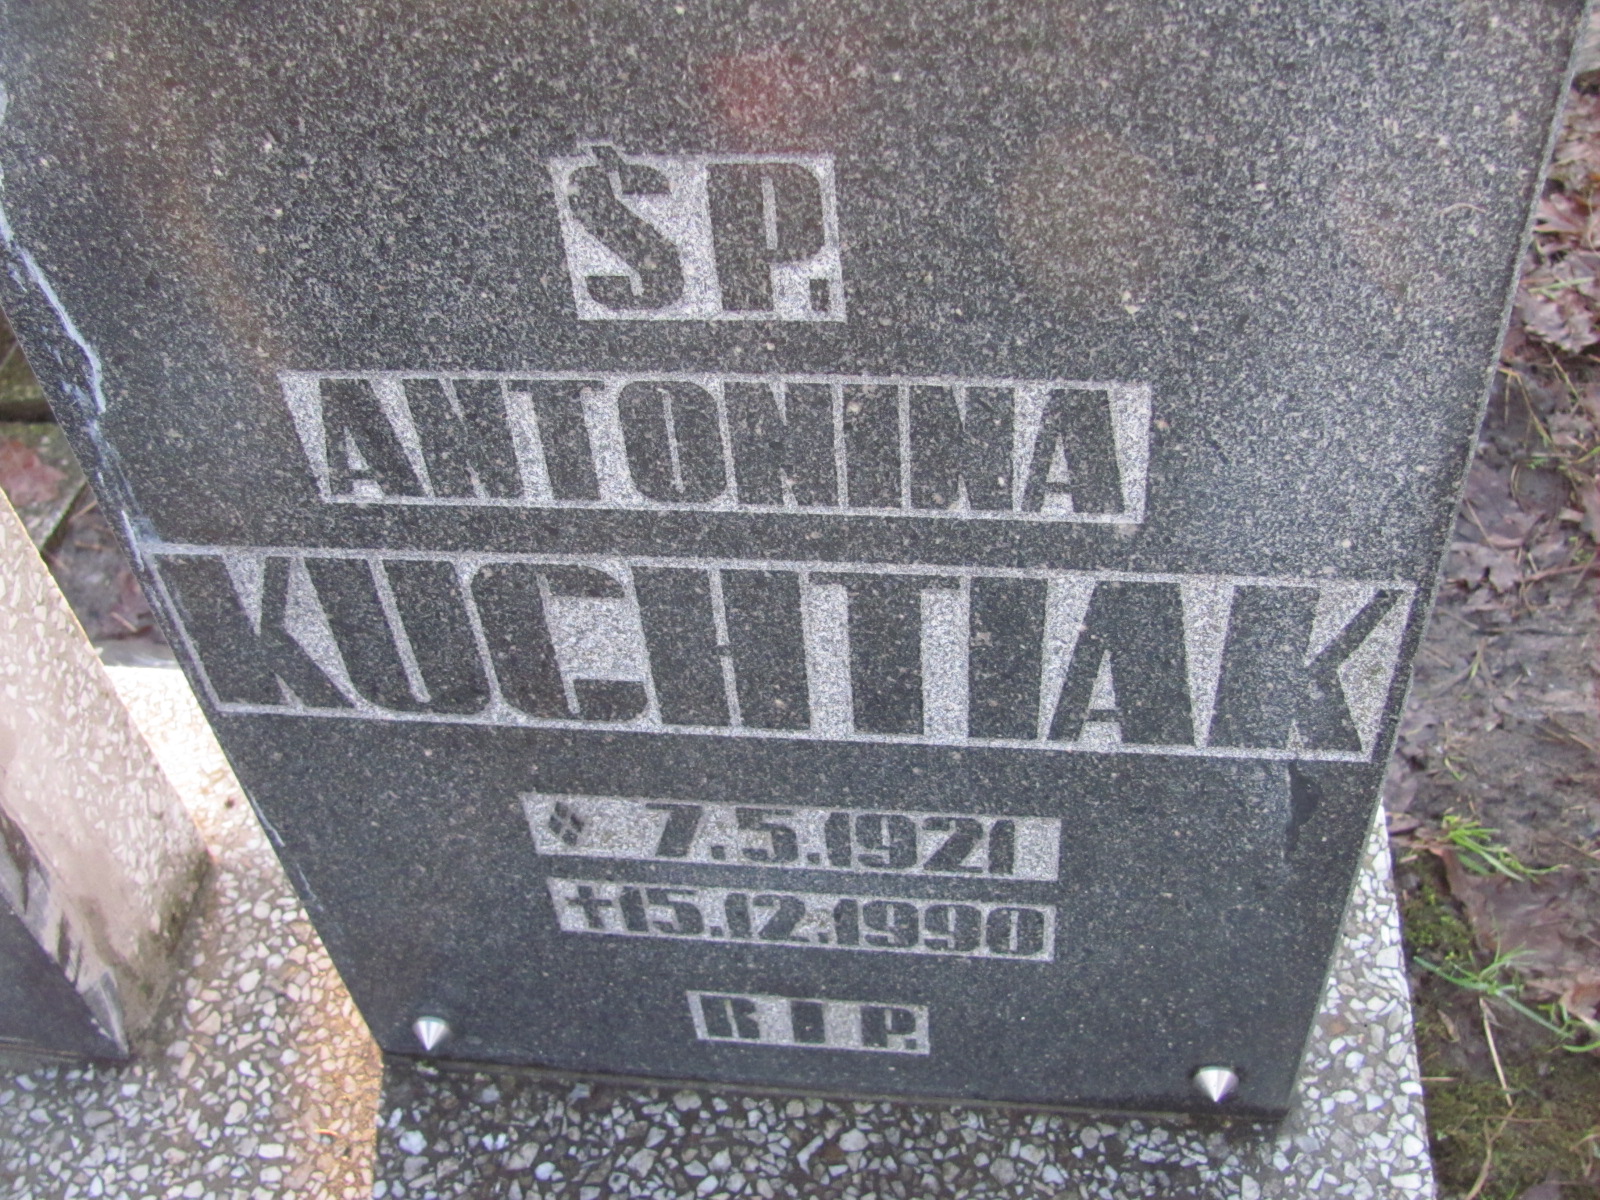 ŚP.
ANTONINA
KUCHTIAK
* 7.5.1921
+15.12.1990
R I P.